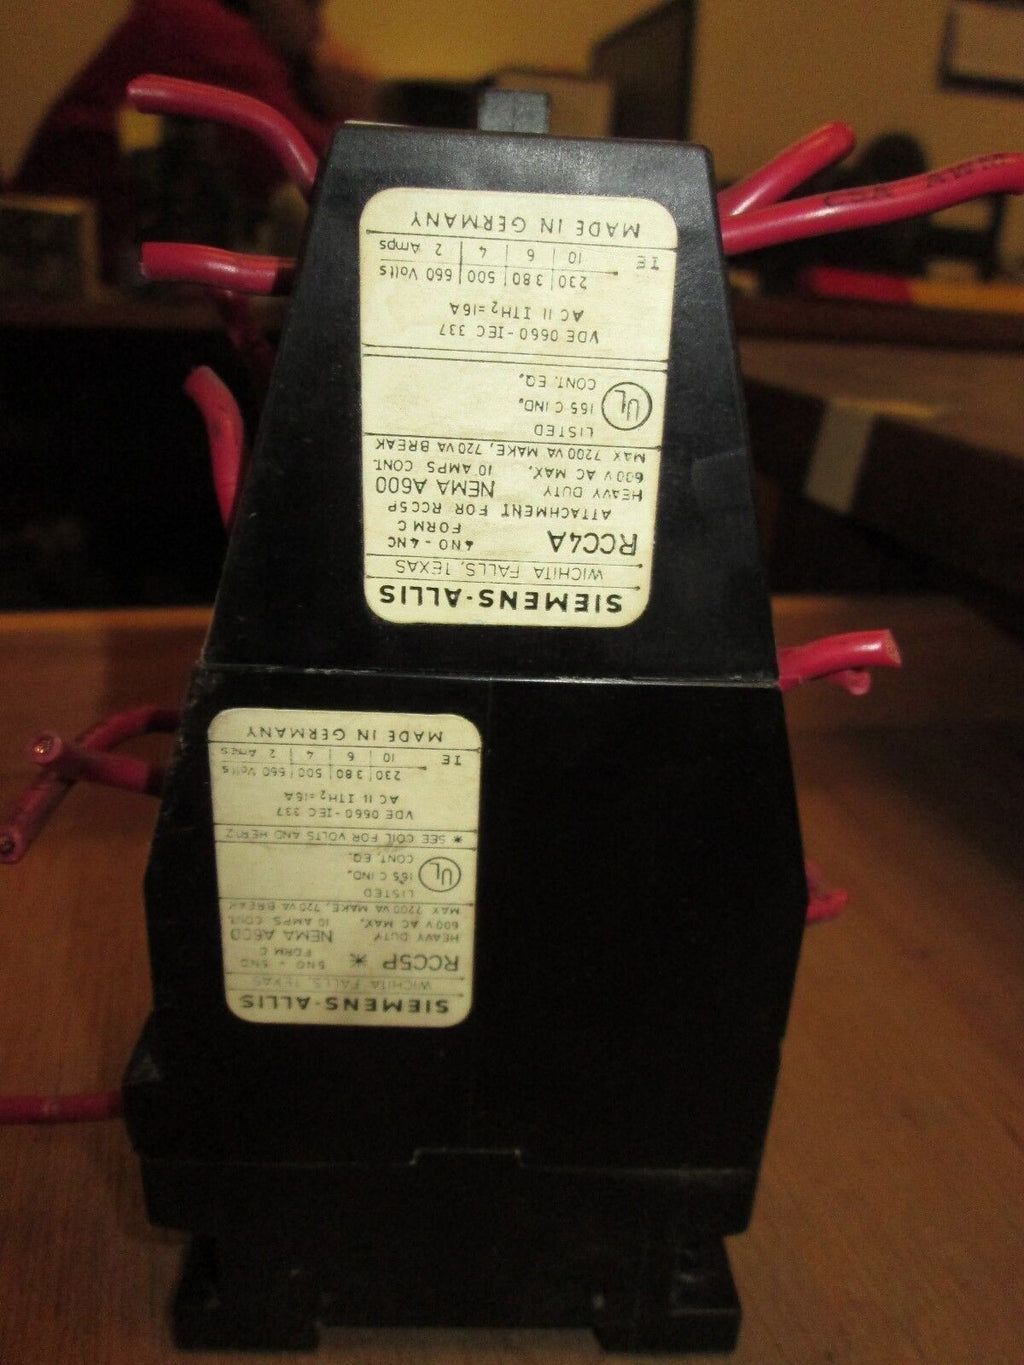 SIEMENS-ALLIS
WICHITA FALLS, TEXAS
RCC4A 4NO - 4NC
FORM C
ATTACHMENT FOR RCC5P
HEAVY DUTY NEMA A600
600V AC MAX. 10 AMPS CONT.
MAX 7200 VA MAKE, 720 VA BREAK
LISTED
UL 165 C IND.
CONT. EQ.
VDE 0660-IEC 337
AC 11 ITH2=16A
230 380 500 660 Volts
IE 10 6 4 2 Amps
MADE IN GERMANY
SIEMENS-ALLIS
WICHITA FALLS, TEXAS
RCC5P *
FORM C
HEAVY DUTY NEMA A600
600V AC MAX. 10 AMPS CONT.
MAX 7200 VA MAKE, 720 VA BREAK
LISTED
UL 165 C IND.
CONT. EQ.
* SEE COIL FOR VOLTS AND HERTZ
VDE 0660-IEC 337
AC 11 ITH2=16A
230 380 500 660 Volts
IE 10 6 4 2 Amps
MADE IN GERMANY
CSA AWM